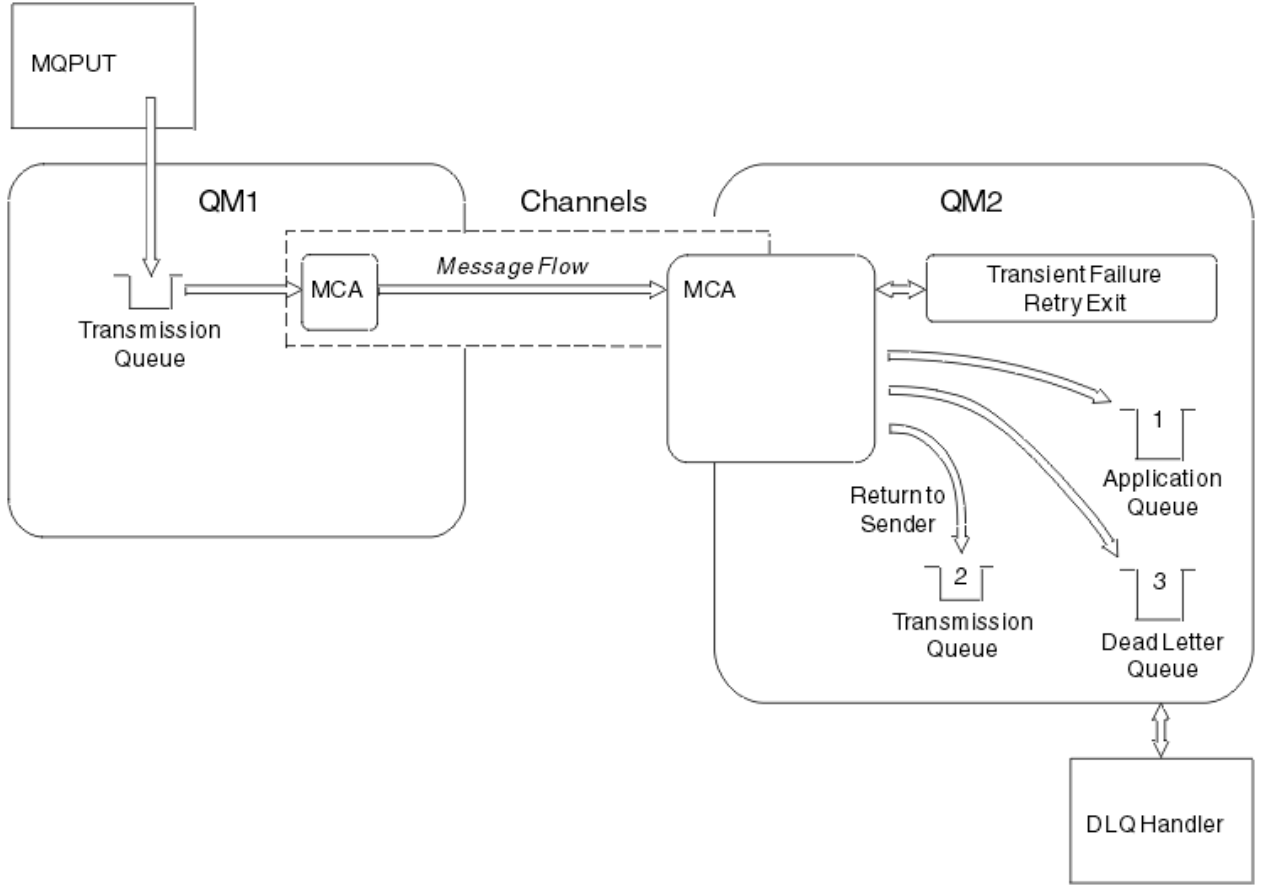 MQPUT
QM1
Channels
QM2
MCA
Message Flow
MCA
Transient Failure
Retry Exit
Transmission
Queue
1
Application
Queue
Return to
Sender
2
Transmission
Queue
3
Dead Letter
Queue
DLQ Handler